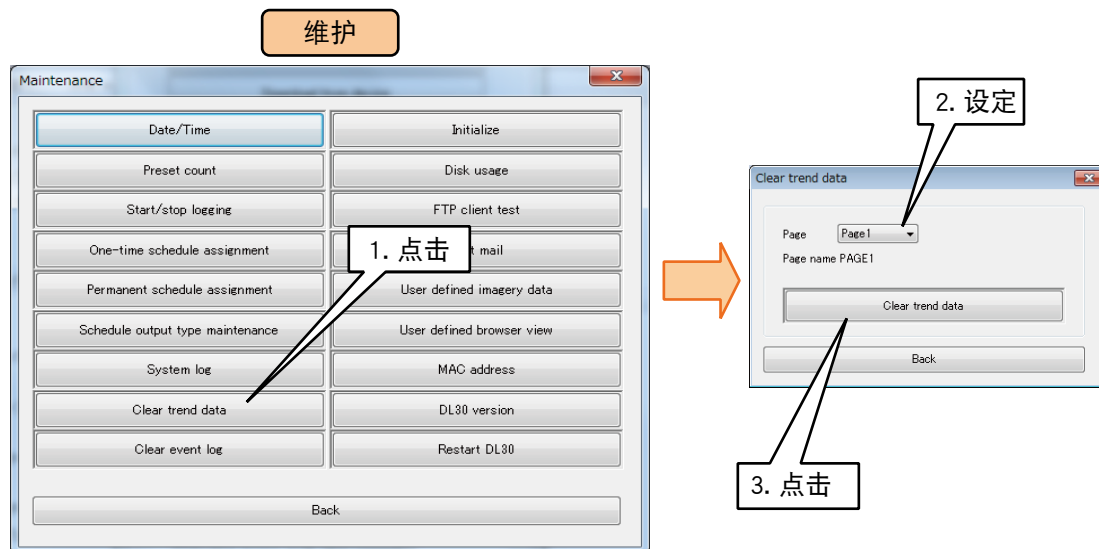 维护
Maintenance
Date/Time
Initialize
Preset count
Disk usage
Start/stop logging
FTP client test
One-time schedule assignment
1. 点击
mail
Permanent schedule assignment
User defined imagery data
Schedule output type maintenance
User defined browser view
System log
MAC address
Clear trend data
DL30 version
Clear event log
Restart DL30
Back
2. 设定
Clear trend data
Page Page1
Page name PAGE1
Clear trend data
Back
3. 点击